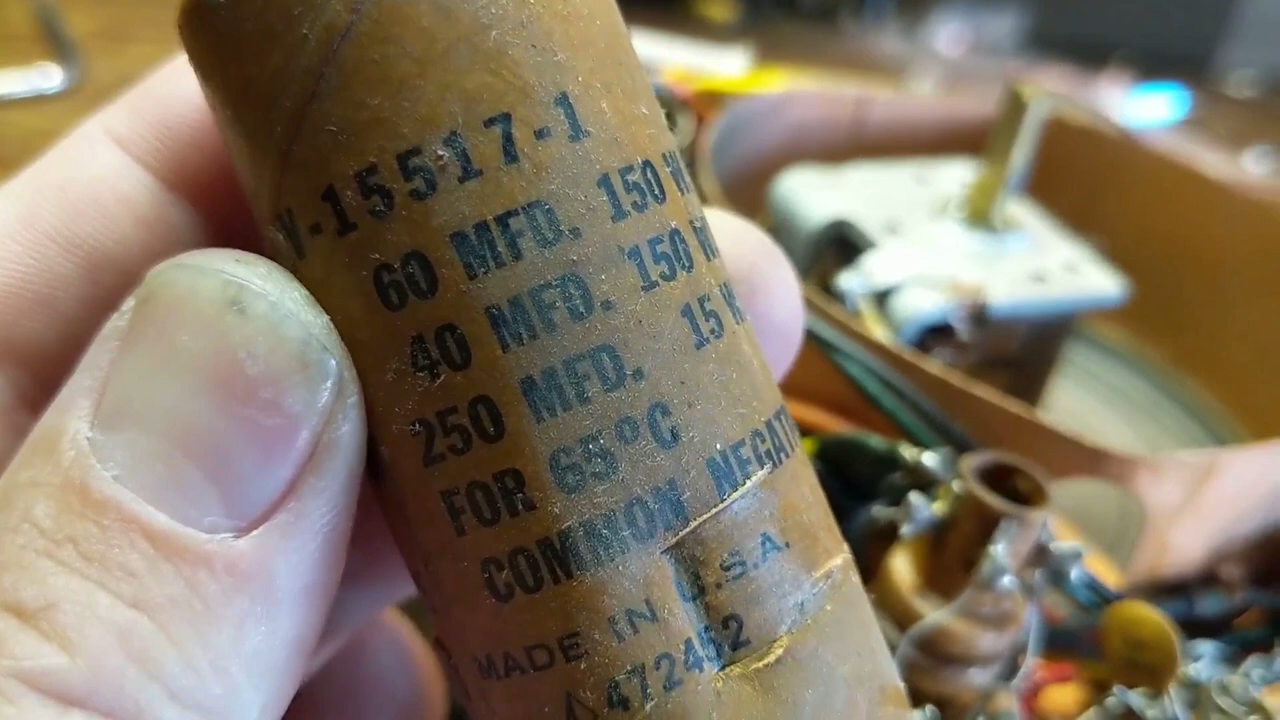 -15517-1
60 MFD. 150 W
40 MFD. 150
250 MFD. 15
FOR 65°C
COMMON NEGAT
MADE IN U.S.A.
472452